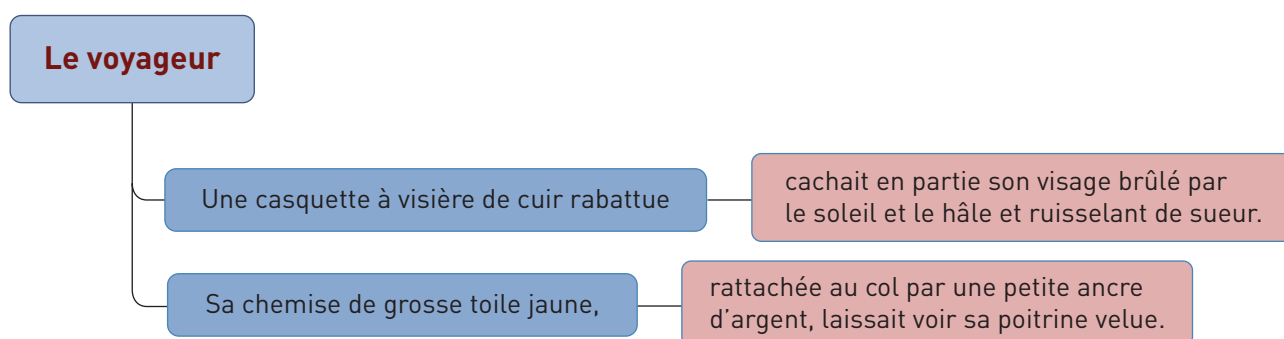 Le voyageur
Une casquette à visière de cuir rabattue
cachait en partie son visage brûlé par
le soleil et le hâle et ruisselant de sueur.
Sa chemise de grosse toile jaune,
rattachée au col par une petite ancre
d’argent, laissait voir sa poitrine velue.